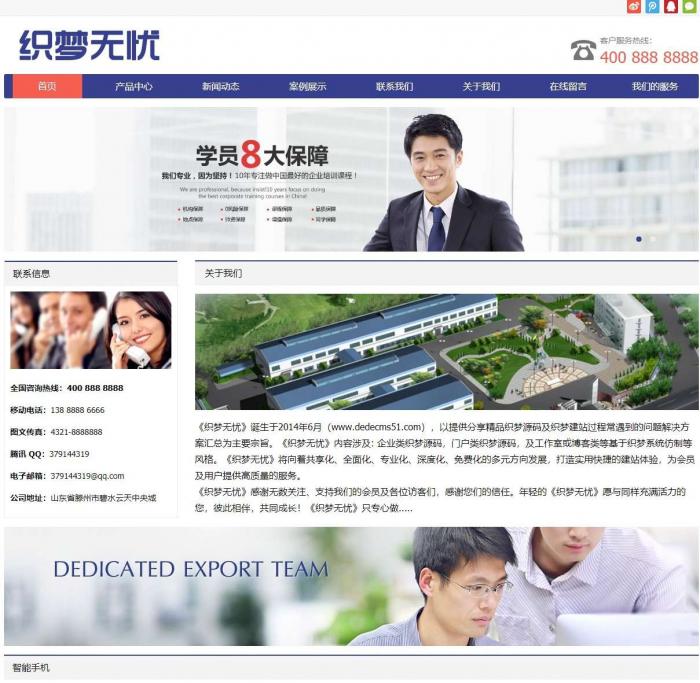 织梦无忧
客户服务热线：
400 888 8888
首页 产品中心 新闻动态 案例展示 联系我们 关于我们 在线留言 我们的服务
学员8大保障
我们专业，因为坚持！10年专注做中国最好的企业培训课程！
We are professional, because insist!10 years focus on doing
the best corporate training courses in China!
联系信息
关于我们
全国咨询热线：400 888 8888
移动电话：138 8888 6666
图文传真：4321-8888888
腾讯 QQ：379144319
电子邮箱：379144319@qq.com
公司地址：山东省滕州市碧水云天中央城
《织梦无忧》诞生于2014年6月（www.dedecms51.com），以提供分享精品织梦源码及织梦建站过程常遇到的问题解决方
案汇总为主要宗旨。《织梦无忧》内容涉及：企业类织梦源码，门户类织梦源码，及工作室或博客类等基于织梦系统仿制等
风格。《织梦无忧》将向着共享化、全面化、专业化、深度化、免费化的多元方向发展，打造实用快捷的建站体验，为会员
及用户提供高质量的服务。
《织梦无忧》感谢无数关注、支持我们的会员及各位访客们，感谢您们的信任。年轻的《织梦无忧》愿与同样充满活力的
您，彼此相伴，共同成长！《织梦无忧》只专心做.....
DEDICATED EXPORT TEAM
智能手机